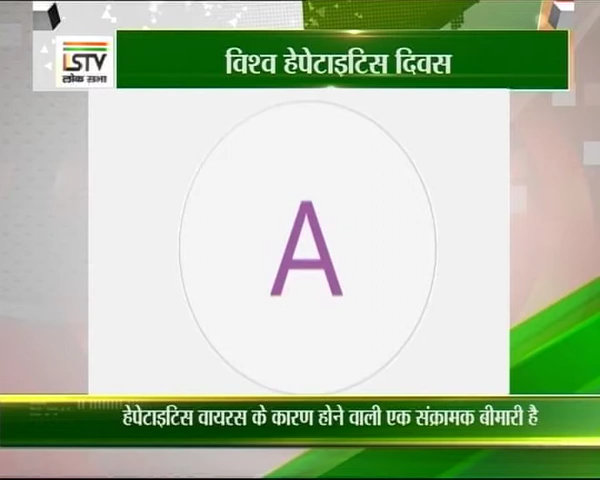 LSTV
लोक सभा
विश्व हेपेटाइटिस दिवस
A
हेपेटाइटिस वायरस के कारण होने वाली एक संक्रामक बीमारी है